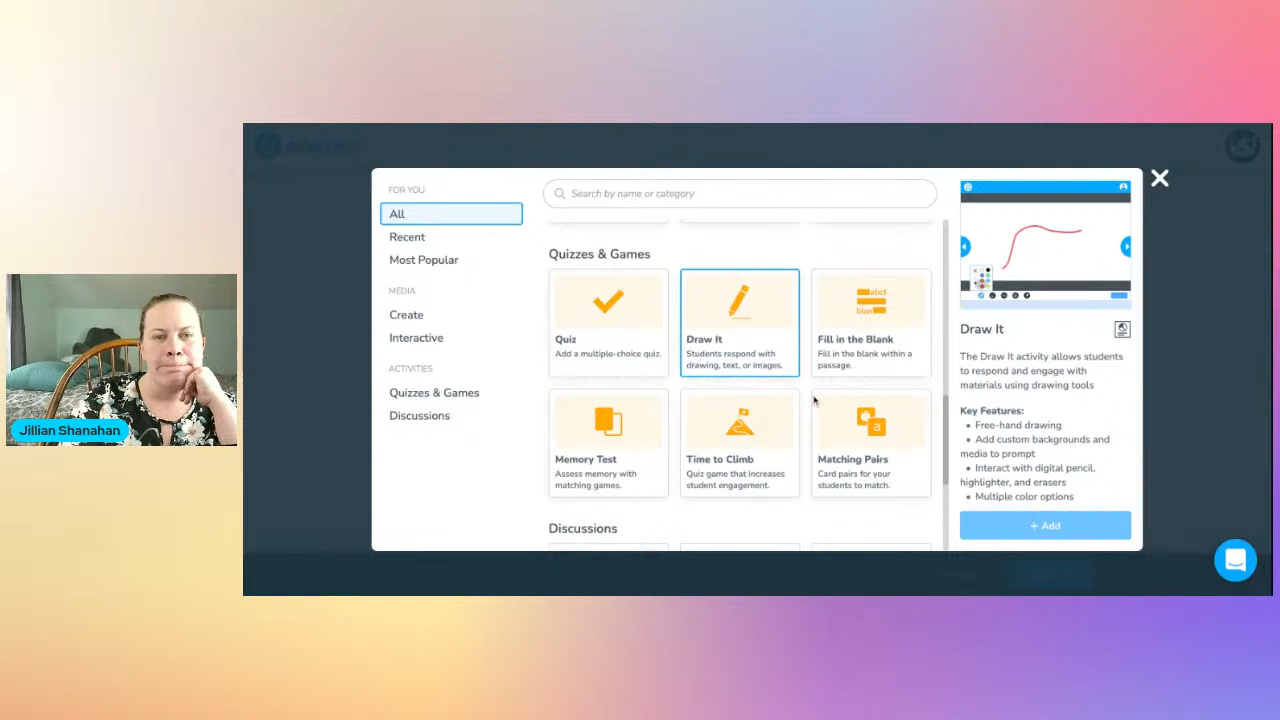 Jillian Shanahan
FOR YOU
All
Recent
Most Popular
MEDIA
Create
Interactive
ACTIVITIES
Quizzes & Games
Discussions
Search by name or category
Quizzes & Games
Quiz
Add a multiple-choice quiz.
Draw It
Students respond with
drawing, text, or images.
abcd
blan
Fill in the Blank
Fill in the blank within a
passage.
Memory Test
Assess memory with
matching games.
Time to Climb
Quiz game that increases
student engagement.
a
Matching Pairs
Card pairs for your
students to match.
Discussions
Draw It
The Draw It activity allows students
to respond and engage with
materials using drawing tools
Key Features:
• Free-hand drawing
• Add custom backgrounds and
media to prompt
• Interact with digital pencil,
highlighter, and erasers
• Multiple color options
+ Add